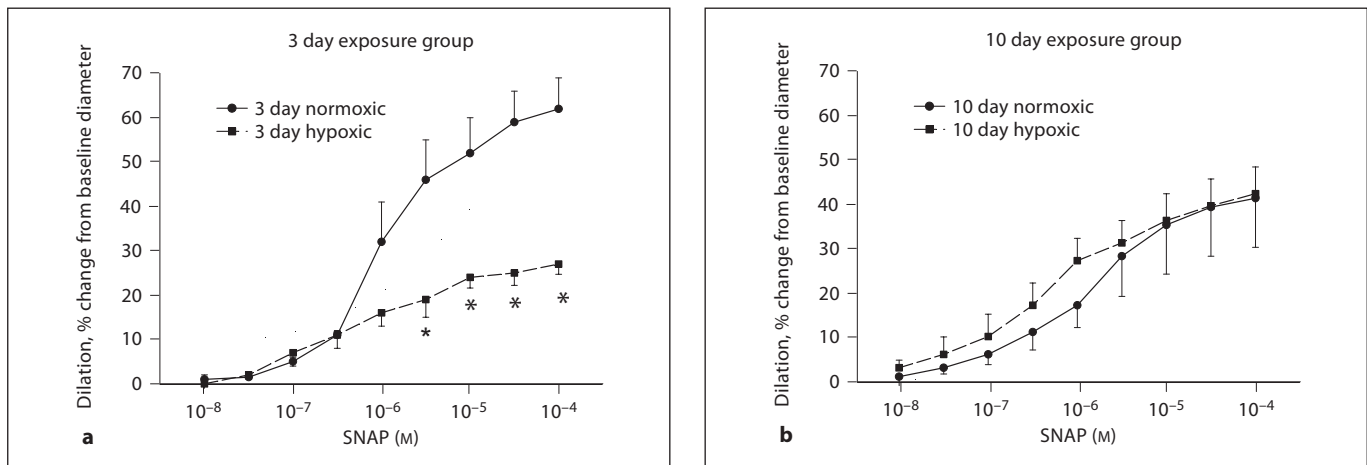 3 day exposure group
Dilation, % change from baseline diameter
70
60
50
40
30
20
10
0
3 day normoxic
3 day hypoxic
*
*
*
*
10⁻⁸
10⁻⁷
10⁻⁶
10⁻⁵
10⁻⁴
SNAP (M)
a
10 day exposure group
Dilation, % change from baseline diameter
70
60
50
40
30
20
10
0
10 day normoxic
10 day hypoxic
10⁻⁸
10⁻⁷
10⁻⁶
10⁻⁵
10⁻⁴
SNAP (M)
b